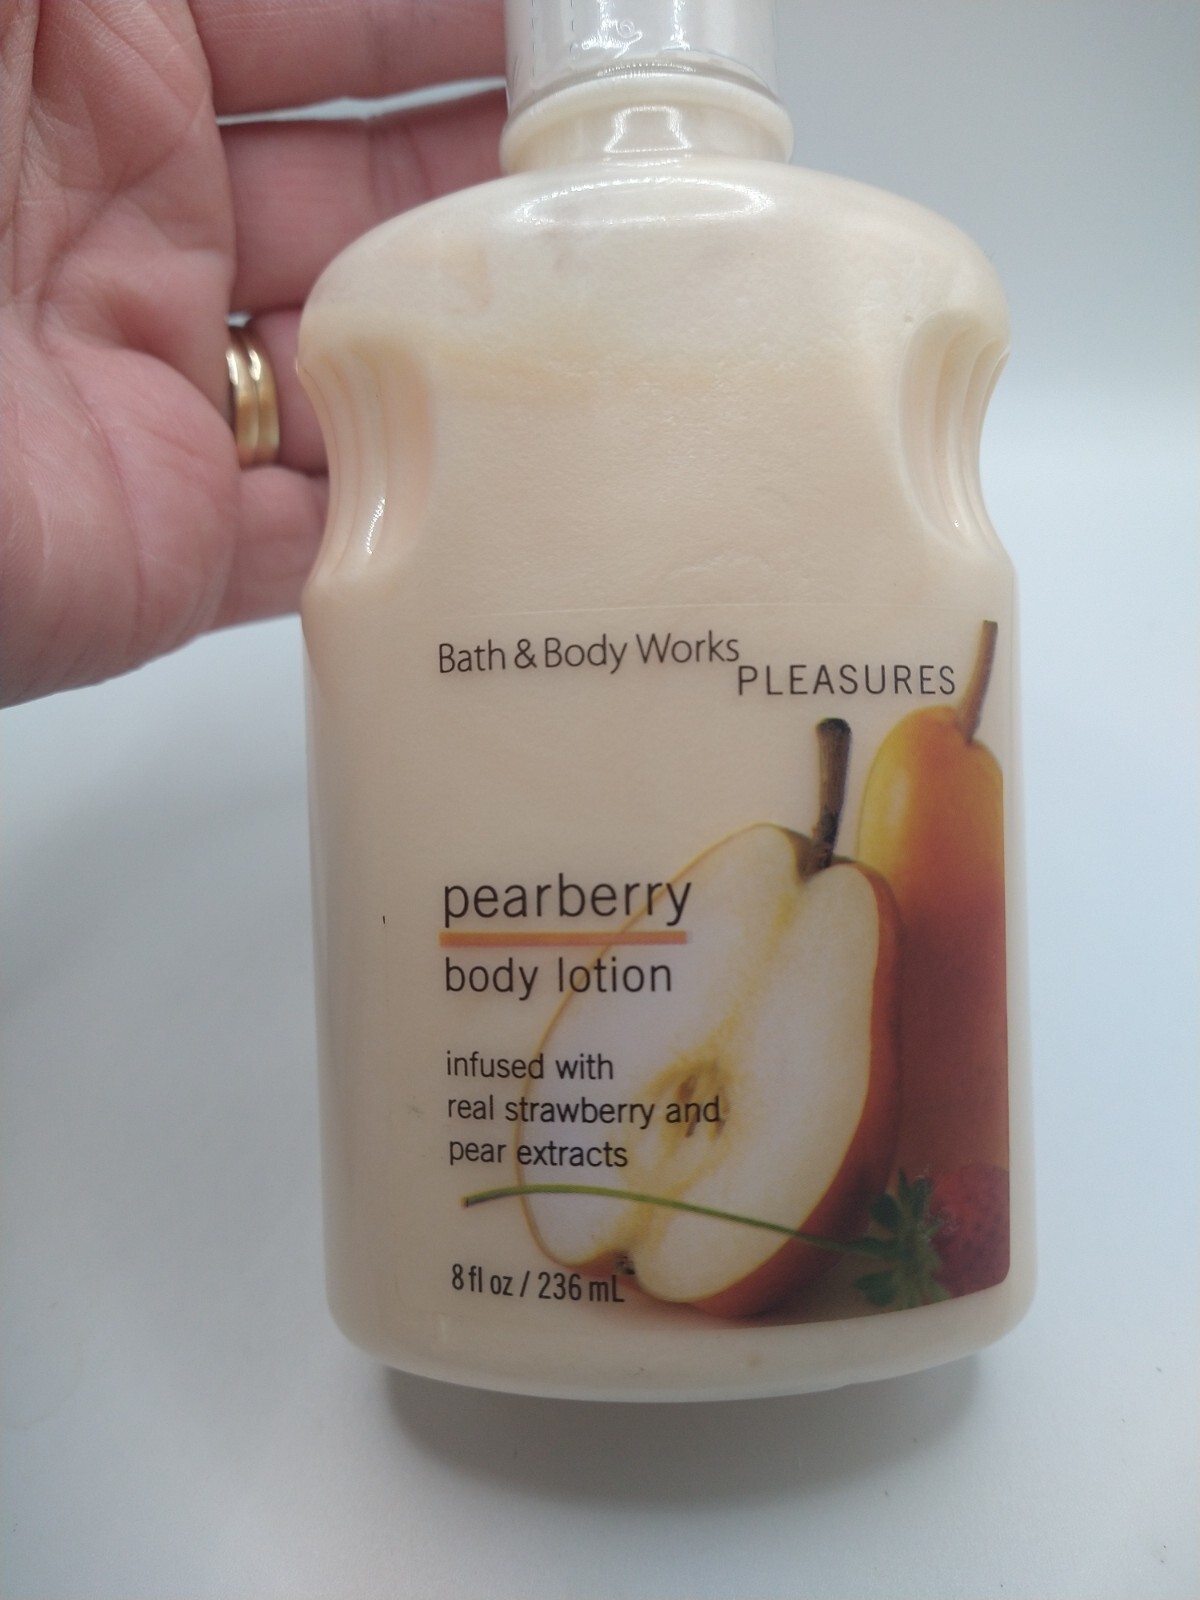 Bath & Body Works
PLEASURES
pearberry
body lotion
infused with
real strawberry and
pear extracts
8 fl oz / 236 mL